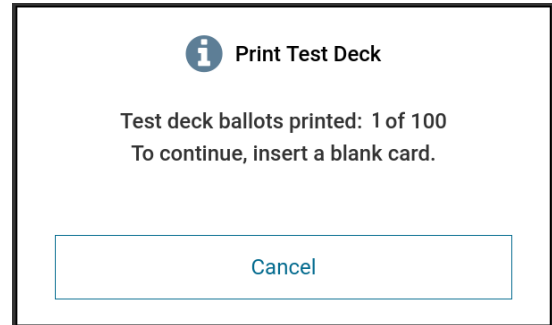 Print Test Deck
Test deck ballots printed: 1 of 100
To continue, insert a blank card.
Cancel